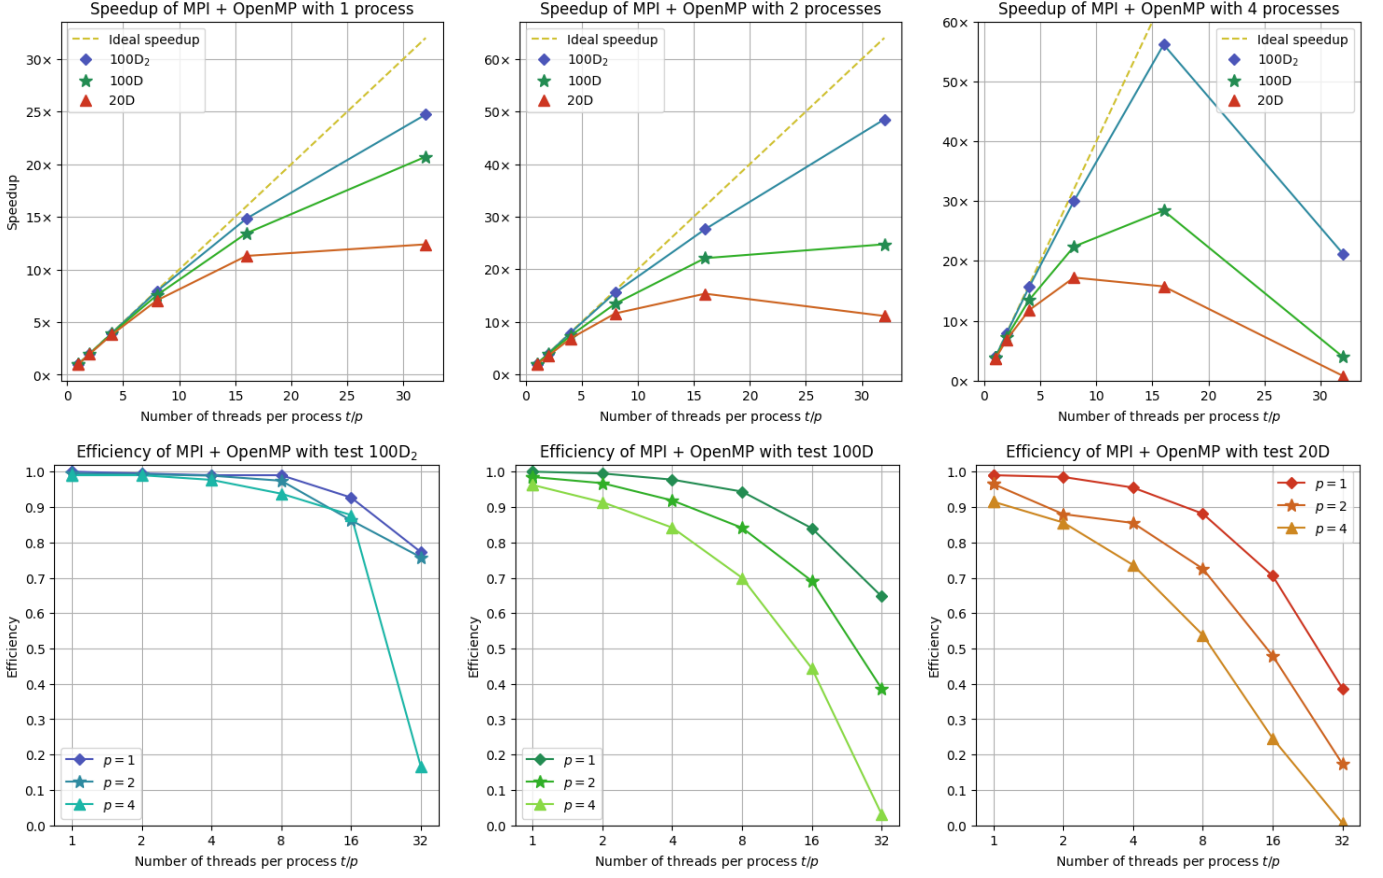 Speedup of MPI + OpenMP with 1 process
Speedup
30×
25×
20×
15×
10×
5×
0×
0 5 10 15 20 25 30
Number of threads per process t/p
Ideal speedup
100D₂
100D
20D
Speedup of MPI + OpenMP with 2 processes
60×
50×
40×
30×
20×
10×
0×
0 5 10 15 20 25 30
Number of threads per process t/p
Ideal speedup
100D₂
100D
20D
Speedup of MPI + OpenMP with 4 processes
60×
50×
40×
30×
20×
10×
0×
0 5 10 15 20 25 30
Number of threads per process t/p
Ideal speedup
100D₂
100D
20D
Efficiency of MPI + OpenMP with test 100D₂
Efficiency
1.0
0.9
0.8
0.7
0.6
0.5
0.4
0.3
0.2
0.1
0.0
1 2 4 8 16 32
Number of threads per process t/p
p = 1
p = 2
p = 4
Efficiency of MPI + OpenMP with test 100D
Efficiency
1.0
0.9
0.8
0.7
0.6
0.5
0.4
0.3
0.2
0.1
0.0
1 2 4 8 16 32
Number of threads per process t/p
p = 1
p = 2
p = 4
Efficiency of MPI + OpenMP with test 20D
Efficiency
1.0
0.9
0.8
0.7
0.6
0.5
0.4
0.3
0.2
0.1
0.0
1 2 4 8 16 32
Number of threads per process t/p
p = 1
p = 2
p = 4